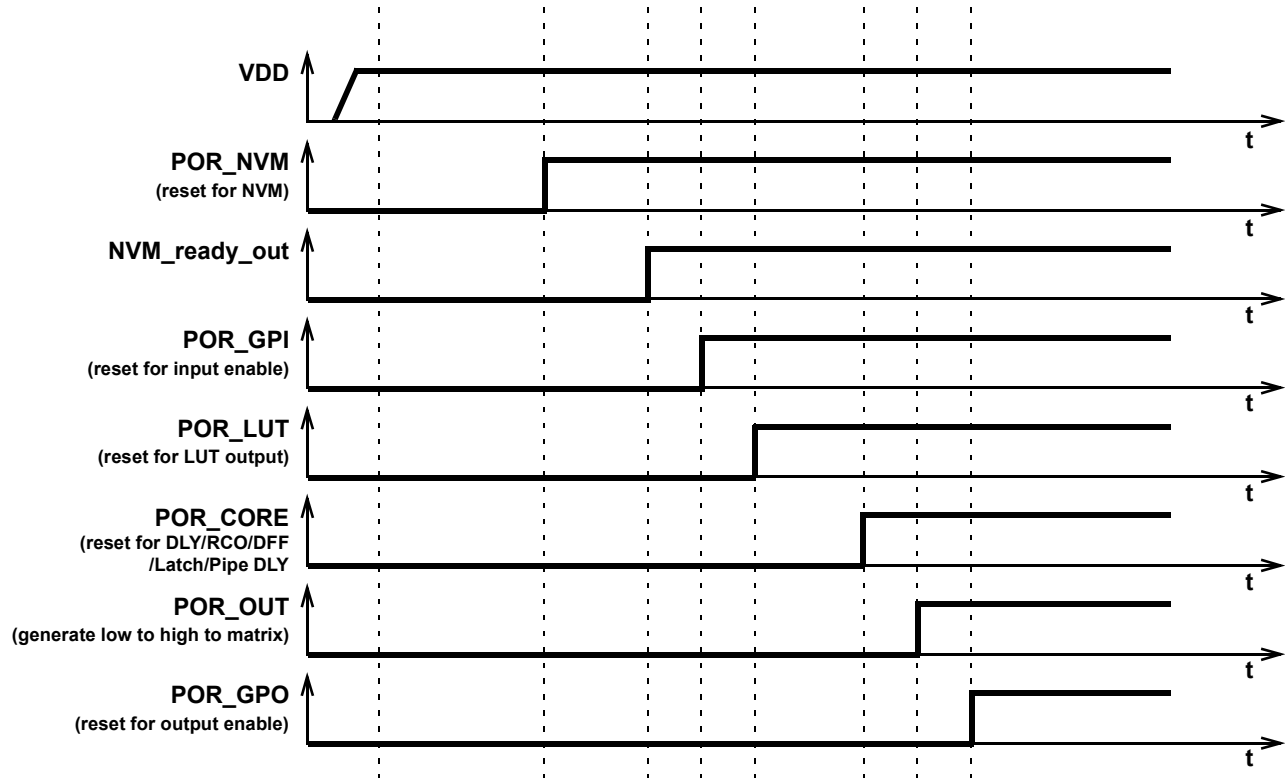 VDD
t
POR_NVM
(reset for NVM)
t
NVM_ready_out
t
POR_GPI
(reset for input enable)
t
POR_LUT
(reset for LUT output)
t
POR_CORE
(reset for DLY/RCO/DFF
/Latch/Pipe DLY
t
POR_OUT
(generate low to high to matrix)
t
POR_GPO
(reset for output enable)
t